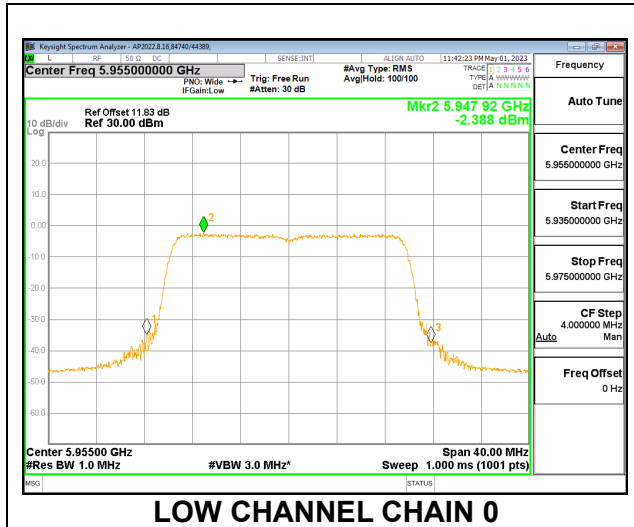 Keysight Spectrum Analyzer - AP2022.8.16,84740/44389,
L RF 50 Ω DC SENSE:INT ALIGN AUTO 11:42:23 PM May 01, 2023
Center Freq 5.955000000 GHz
PNO: Wide
IFGain:Low
Trig: Free Run
#Atten: 30 dB
#Avg Type: RMS
Avg|Hold: 100/100
TRACE 1 2 3 4 5 6
TYPE A WWWWW
DET A N N N N N
Frequency
Ref Offset 11.83 dB
Ref 30.00 dBm
10 dB/div
Log
Mkr2 5.947 92 GHz
-2.388 dBm
Auto Tune
20.0
10.0
0.00
-10.0
-20.0
-30.0
-40.0
-50.0
-60.0
1
2
3
Center Freq
5.955000000 GHz
Start Freq
5.935000000 GHz
Stop Freq
5.975000000 GHz
CF Step
4.000000 MHz
Auto Man
Freq Offset
0 Hz
Center 5.95500 GHz Span 40.00 MHz
#Res BW 1.0 MHz #VBW 3.0 MHz* Sweep 1.000 ms (1001 pts)
MSG STATUS
LOW CHANNEL CHAIN 0